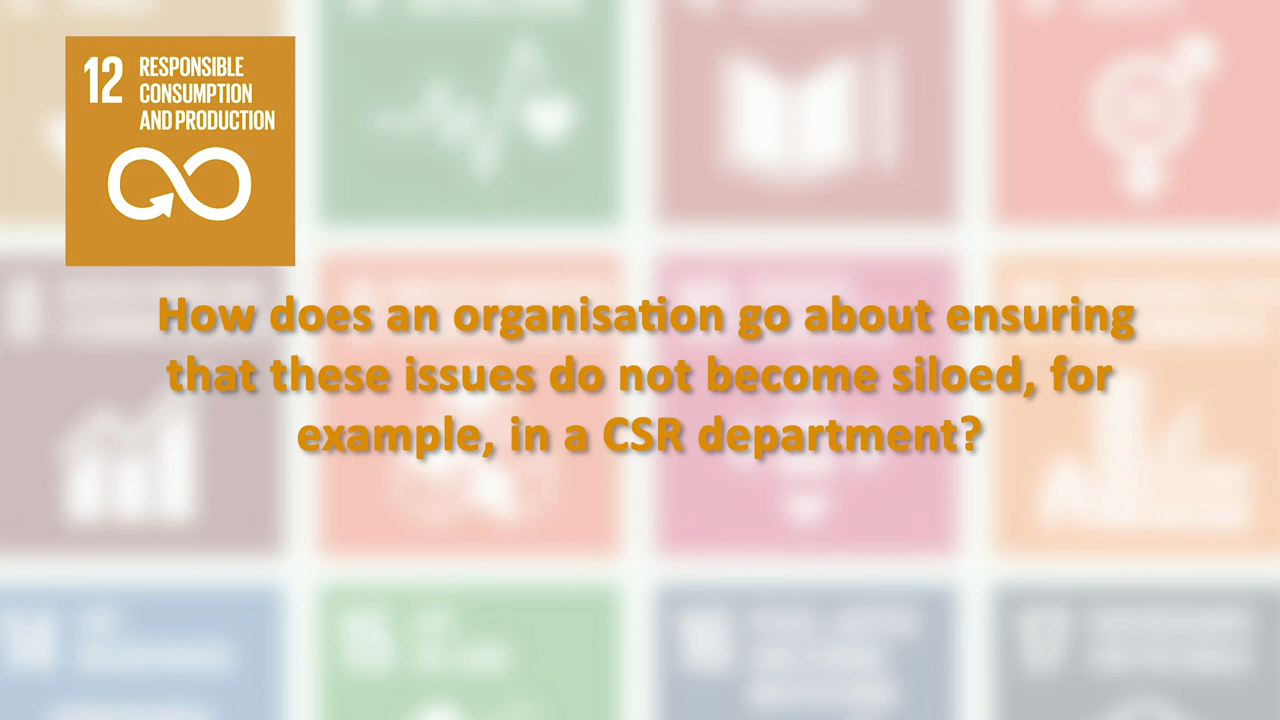 12 RESPONSIBLE
CONSUMPTION
AND PRODUCTION
How does an organisation go about ensuring
that these issues do not become siloed, for
example, in a CSR department?